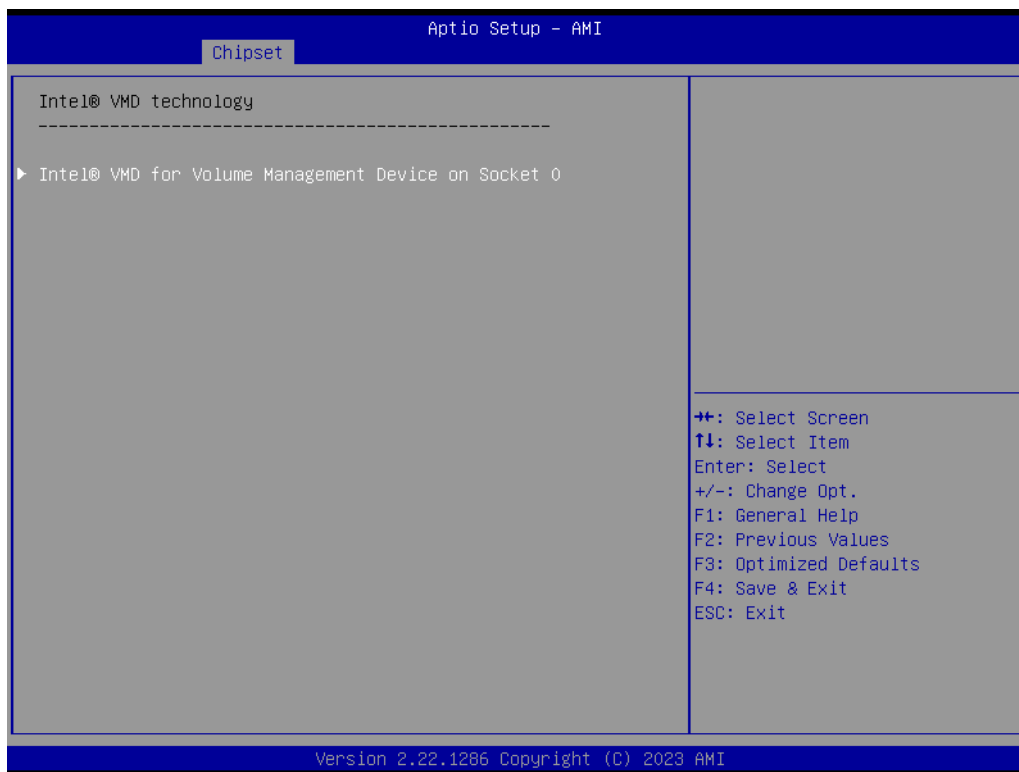 Aptio Setup – AMI
Chipset
Intel® VMD technology
--------------------------------------------------
▶ Intel® VMD for Volume Management Device on Socket 0
→←: Select Screen
↑↓: Select Item
Enter: Select
+/-: Change Opt.
F1: General Help
F2: Previous Values
F3: Optimized Defaults
F4: Save & Exit
ESC: Exit
Version 2.22.1286 Copyright (C) 2023 AMI